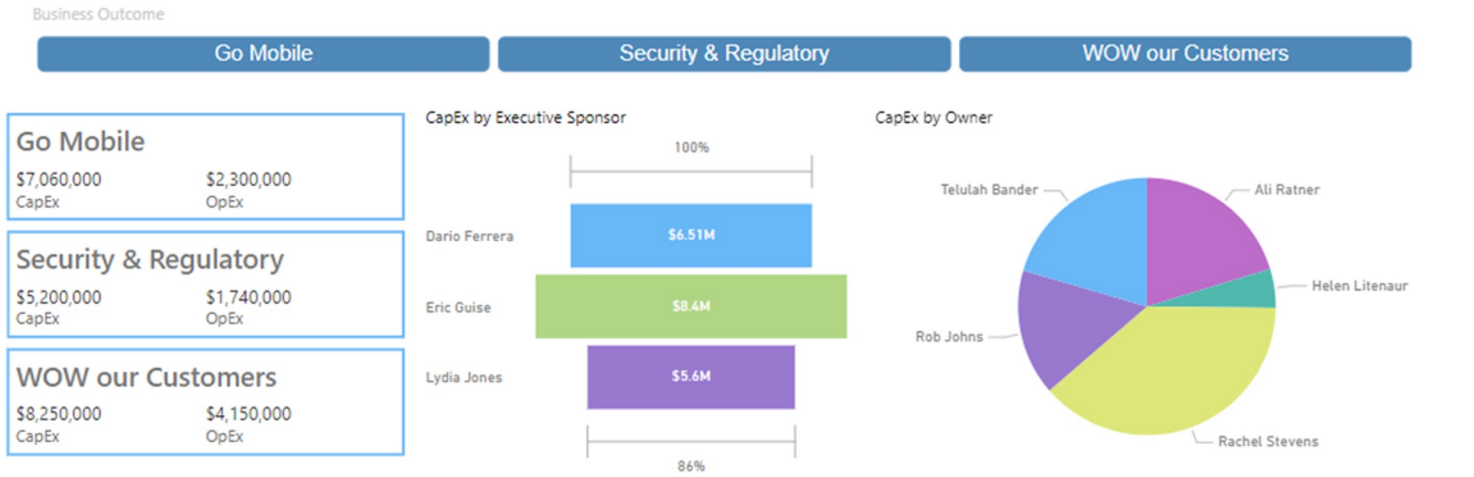 Business Outcome
Go Mobile
Security & Regulatory
WOW our Customers
Go Mobile
$7,060,000 $2,300,000
CapEx OpEx
Security & Regulatory
$5,200,000 $1,740,000
CapEx OpEx
WOW our Customers
$8,250,000 $4,150,000
CapEx OpEx
CapEx by Executive Sponsor
100%
Dario Ferrera $6.51M
Eric Guise $8.4M
Lydia Jones $5.6M
86%
CapEx by Owner
Telulah Bander
Ali Ratner
Helen Litenaur
Rob Johns
Rachel Stevens